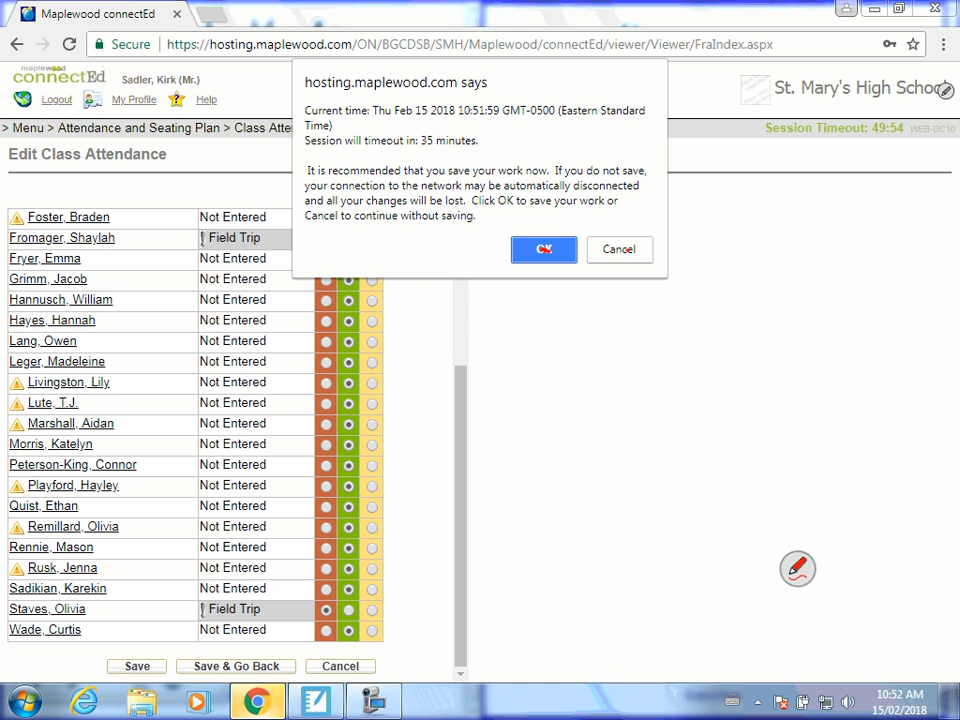 Maplewood connectEd
Secure
https://hosting.maplewood.com/ON/BGCDSB/SMH/Maplewood/connectEd/viewer/Viewer/FraIndex.aspx
maplewood
connectEd
Sadler, Kirk (Mr.)
Logout
My Profile
Help
St. Mary's High Schoo
> Menu > Attendance and Seating Plan > Class Atte
Session Timeout: 49:54
WEB-DC10
Edit Class Attendance
hosting.maplewood.com says
Current time: Thu Feb 15 2018 10:51:59 GMT-0500 (Eastern Standard
Time)
Session will timeout in: 35 minutes.
It is recommended that you save your work now. If you do not save,
your connection to the network may be automatically disconnected
and all your changes will be lost. Click OK to save your work or
Cancel to continue without saving.
OK
Cancel
Foster, Braden Not Entered
Fromager, Shaylah Field Trip
Fryer, Emma Not Entered
Grimm, Jacob Not Entered
Hannusch, William Not Entered
Hayes, Hannah Not Entered
Lang, Owen Not Entered
Leger, Madeleine Not Entered
Livingston, Lily Not Entered
Lute, T.J. Not Entered
Marshall, Aidan Not Entered
Morris, Katelyn Not Entered
Peterson-King, Connor Not Entered
Playford, Hayley Not Entered
Quist, Ethan Not Entered
Remillard, Olivia Not Entered
Rennie, Mason Not Entered
Rusk, Jenna Not Entered
Sadikian, Karekin Not Entered
Staves, Olivia Field Trip
Wade, Curtis Not Entered
Save
Save & Go Back
Cancel
10:52 AM
15/02/2018